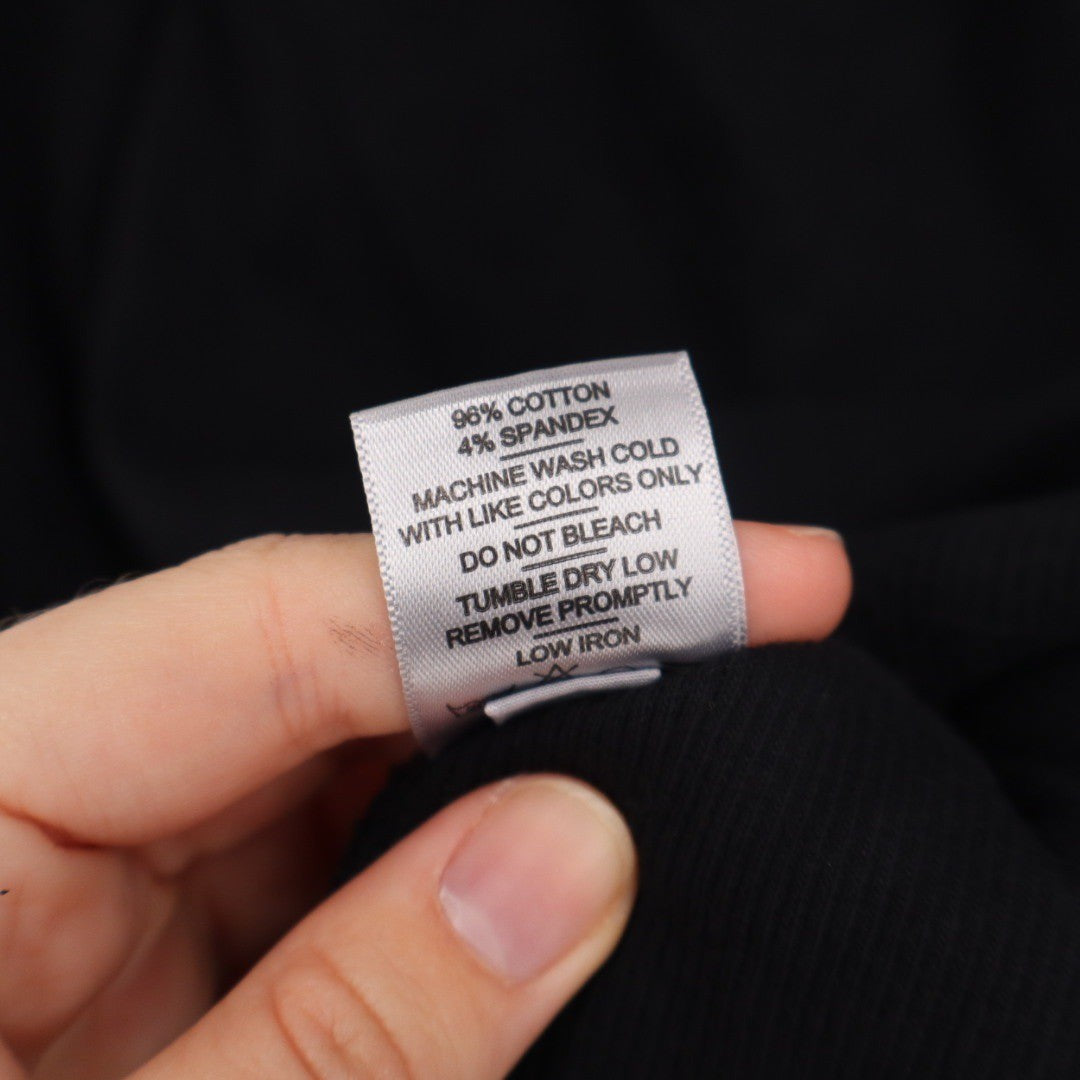 96% COTTON
4% SPANDEX
MACHINE WASH COLD
WITH LIKE COLORS ONLY
DO NOT BLEACH
TUMBLE DRY LOW
REMOVE PROMPTLY
LOW IRON